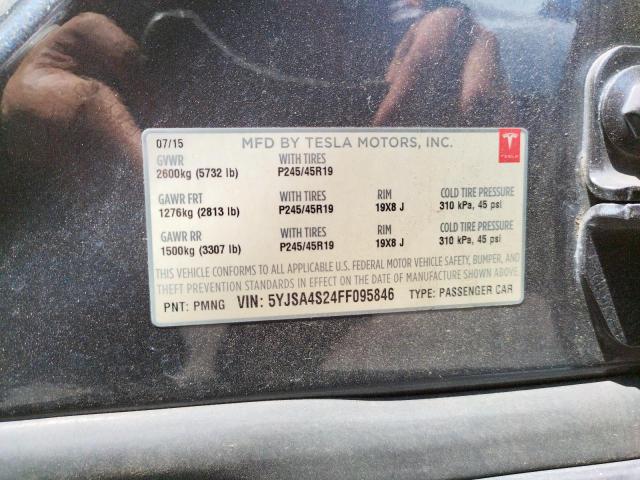 07/15 MFD BY TESLA MOTORS, INC.
TESLA
GVWR WITH TIRES
2600kg (5732 lb) P245/45R19
GAWR FRT WITH TIRES RIM COLD TIRE PRESSURE
1276kg (2813 lb) P245/45R19 19X8 J 310 kPa, 45 psi
GAWR RR WITH TIRES RIM COLD TIRE PRESSURE
1500kg (3307 lb) P245/45R19 19X8 J 310 kPa, 45 psi
THIS VEHICLE CONFORMS TO ALL APPLICABLE U.S. FEDERAL MOTOR VEHICLE SAFETY, BUMPER, AND
THEFT PREVENTION STANDARDS IN EFFECT ON THE DATE OF MANUFACTURE SHOWN ABOVE.
PNT: PMNG VIN: 5YJSA4S24FF095846 TYPE: PASSENGER CAR